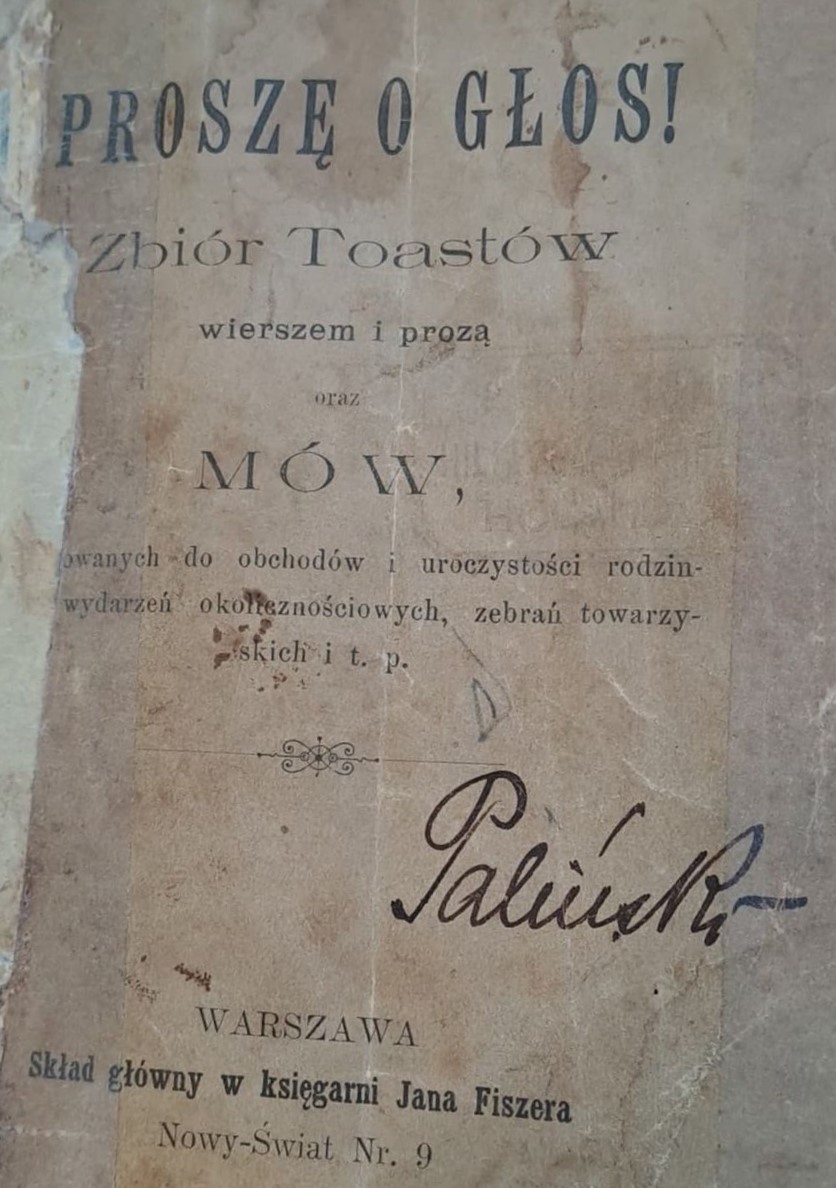 PROSZĘ O GŁOS!
Zbiór Toastów
wierszem i prozą
oraz
MÓW,
owanych do obchodów i uroczystości rodzin-
wydarzeń okolicznościowych, zebrań towarzy-
skich i t. p.
Paliński
WARSZAWA
Skład główny w księgarni Jana Fiszera
Nowy-Świat Nr. 9